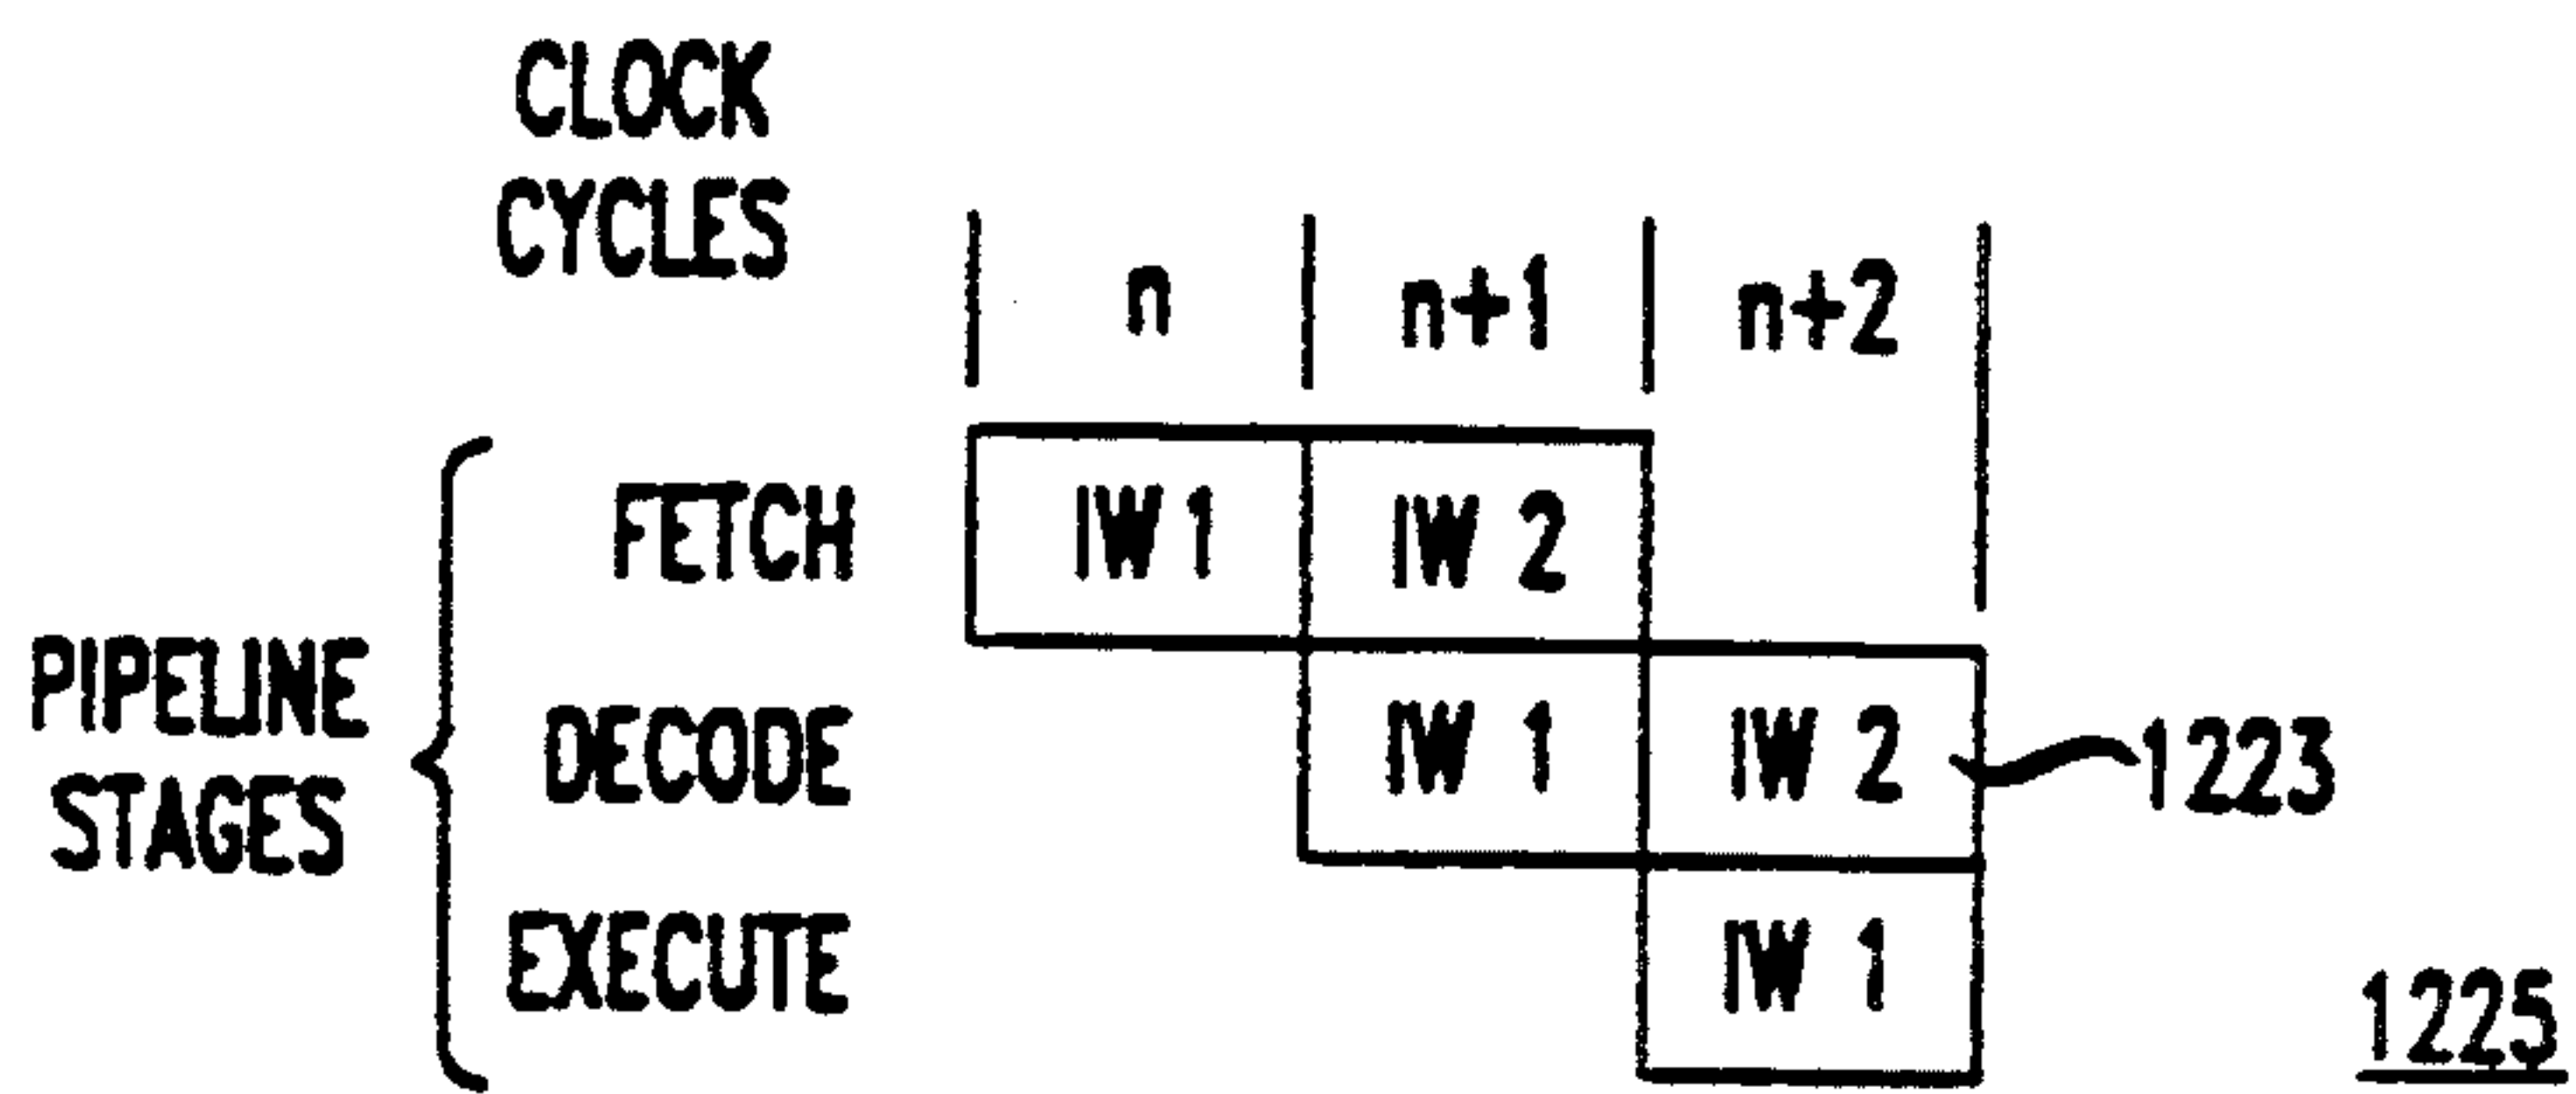 CLOCK
CYCLES
n n+1 n+2
FETCH IW 1 IW 2
PIPELINE
STAGES
DECODE IW 1 IW 2 1223
EXECUTE IW 1
1225